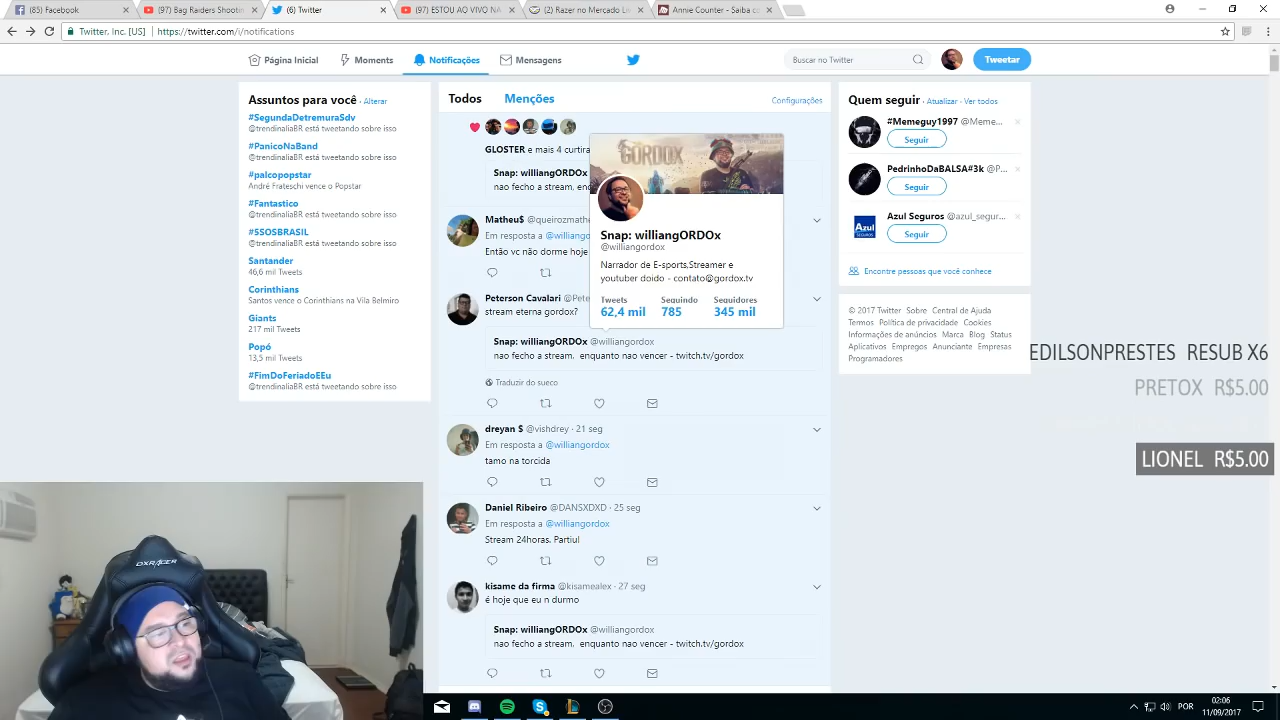 (85) Facebook
(97) Bag Raiders Shootin
(6) Twitter
(97) ESTOU AO VIVO NA
(2) Razer no Mercado Li
Annie Counter - Saiba co
Twitter, Inc. [US]
https://twitter.com/i/notifications
Página Inicial
Moments
Notificações
Mensagens
Buscar no Twitter
Tweetar
Assuntos para você · Alterar
#SegundaDetremuraSdv
@trendinaliaBR está tweetando sobre isso
#PanicoNaBand
@trendinaliaBR está tweetando sobre isso
#palcopopstar
André Frateschi vence o Popstar
#Fantastico
@trendinaliaBR está tweetando sobre isso
#SSOSBRASIL
@trendinaliaBR está tweetando sobre isso
Santander
46,6 mil Tweets
Corinthians
Santos vence o Corinthians na Vila Belmiro
Giants
217 mil Tweets
Popó
13,5 mil Tweets
#FimDoFeriadoEEu
@trendinaliaBR está tweetando sobre isso
Todos
Menções
Configurações
GLOSTER e mais 4 curtira
Snap: williangORDOx
nao fecho a stream, en
Matheu$ @queirozmathe
Em resposta a @williango
Então vc não dorme hoje
Peterson Cavalari @Pete
stream eterna gordox?
Snap: williangORDOx @williangordox
nao fecho a stream, enquanto nao vencer - twitch.tv/gordox
Traduzir do sueco
dreyan $ @vishdrey · 21 seg
Em resposta a @williangordox
tamo na torcida
Daniel Ribeiro @DANSXDXD · 25 seg
Em resposta a @williangordox
Stream 24horas. Partiul
kisame da firma @kisamealex · 27 seg
é hoje que eu n durmo
Snap: williangORDOx @williangordox
nao fecho a stream, enquanto nao vencer - twitch.tv/gordox
GORDOX
Snap: williangORDOx
@williangordox
Narrador de E-sports,Streamer e
youtuber doido - contato@gordox.tv
Tweets
Seguindo
Seguidores
62,4 mil
785
345 mil
Quem seguir · Atualizar · Ver todos
#Memeguy1997 @Meme...
Seguir
PedrinhoDaBALSA#3k @P...
Seguir
Azul
Azul Seguros @azul_segur...
Seguir
Encontre pessoas que você conhece
© 2017 Twitter Sobre Central de Ajuda
Termos Política de privacidade Cookies
Informações de anúncios Marca Blog Status
Aplicativos Empregos Anunciante Empresas
Programadores
EDILSONPRESTES RESUB X6
PRETOX R$5.00
LIONEL R$5.00
DXRACER
POR
02:06
11/09/2017